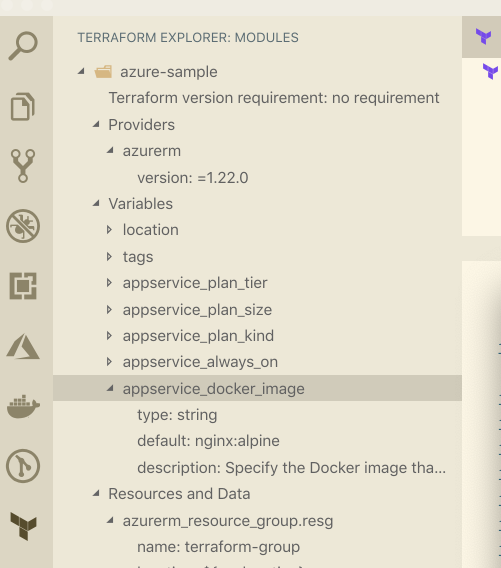 TERRAFORM EXPLORER: MODULES
azure-sample
Terraform version requirement: no requirement
Providers
azurerm
version: =1.22.0
Variables
location
tags
appservice_plan_tier
appservice_plan_size
appservice_plan_kind
appservice_always_on
appservice_docker_image
type: string
default: nginx:alpine
description: Specify the Docker image tha...
Resources and Data
azurerm_resource_group.resg
name: terraform-group